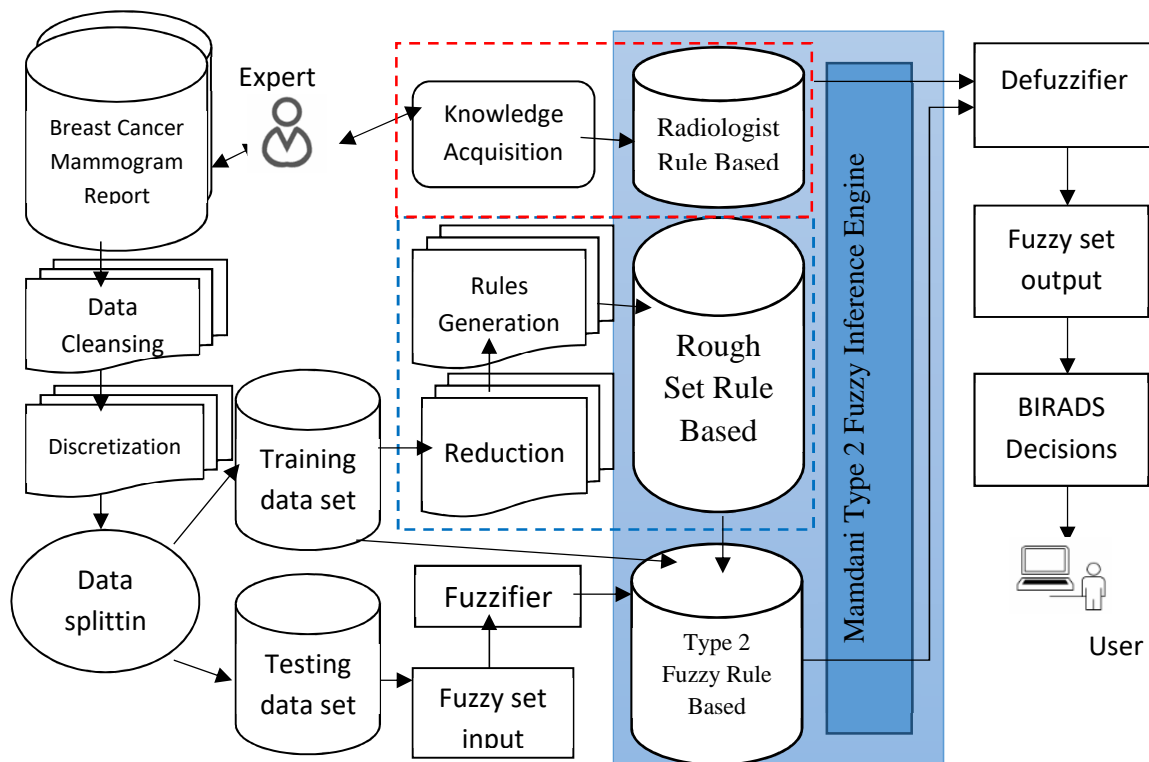 Breast Cancer
Mammogram
Report
Expert
Knowledge
Acquisition
Radiologist
Rule Based
Defuzzifier
Data
Cleansing
Rules
Generation
Rough
Set Rule
Based
Mamdani Type 2 Fuzzy Inference Engine
Fuzzy set
output
Discretization
Training
data set
Reduction
BIRADS
Decisions
Data
splittin
Testing
data set
Fuzzifier
Fuzzy set
input
Type 2
Fuzzy Rule
Based
User